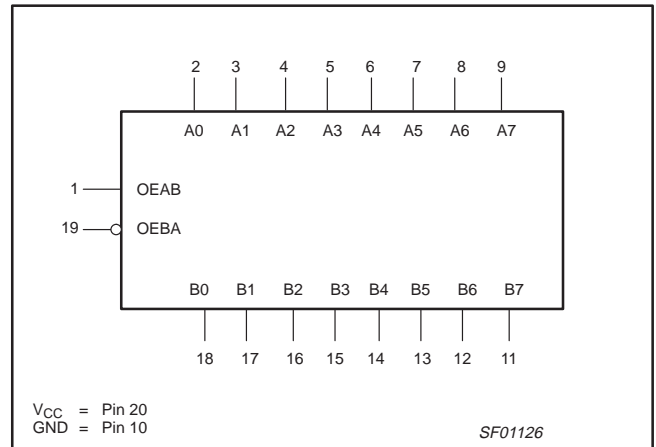 2 3 4 5 6 7 8 9
A0 A1 A2 A3 A4 A5 A6 A7
1 OEAB
19 OEBA
B0 B1 B2 B3 B4 B5 B6 B7
18 17 16 15 14 13 12 11
VCC = Pin 20
GND = Pin 10
SF01126